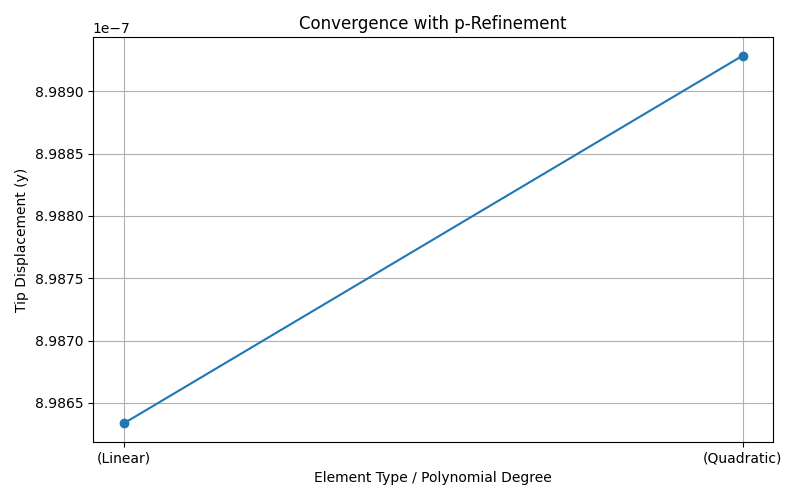 Convergence with p-Refinement
1e−7
8.9890
8.9885
8.9880
8.9875
8.9870
8.9865
Tip Displacement (y)
(Linear)
(Quadratic)
Element Type / Polynomial Degree